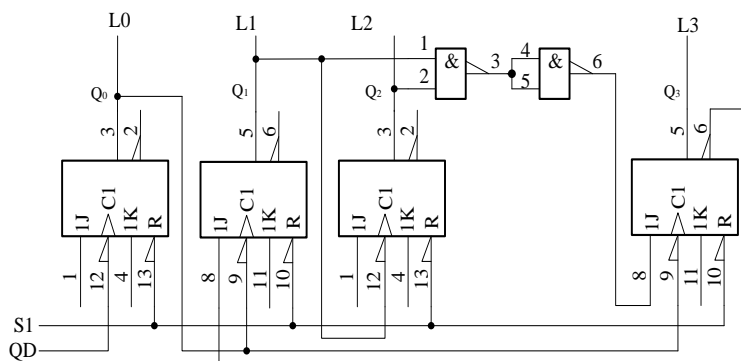 L0 L1 L2 L3
1 2 & 3 4 5 & 6
Q0 Q1 Q2 Q3
3 2 5 6 3 2 5 6
1J C1 1K R 1J C1 1K R 1J C1 1K R 1J C1 1K R
1 12 4 13 8 9 11 10 1 12 4 13 8 9 11 10
S1
QD